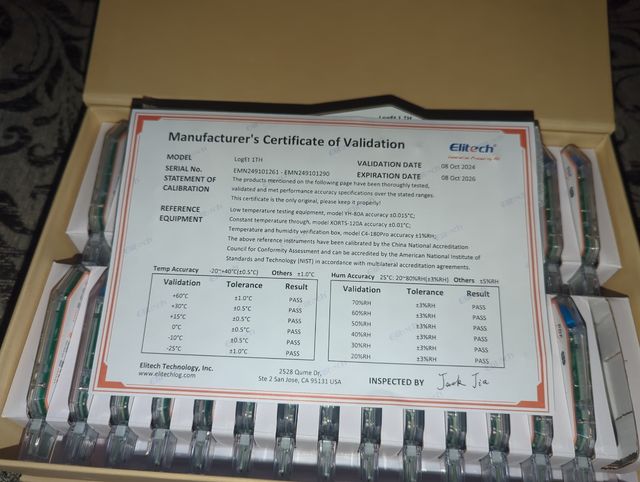 LogEt 1 TH
Manufacturer's Certificate of Validation
Elitech®
MODEL LogEt 1TH
VALIDATION DATE 08 Oct 2024
SERIAL No. EMN249101261 - EMN249101290
EXPIRATION DATE 08 Oct 2026
STATEMENT OF CALIBRATION
The products mentioned on the following page have been thoroughly tested,
validated and met performance accuracy specifications over the stated ranges.
This certificate is the only original, please keep it properly!
REFERENCE EQUIPMENT
Low temperature testing equipment, model YH-80A accuracy ±0.015°C;
Constant temperature through, model XORTS-120A accuracy ±0.01°C;
Temperature and humidity verification box, model C4-180Pro accuracy ±1%RH;
The above reference instruments have been calibrated by the China National Accreditation
Council for Conformity Assessment and can be accredited by the American National Institute of
Standards and Technology (NIST) in accordance with multilateral accreditation agreements.
Temp Accuracy -20~+40°C(±0.5°C) Others ±1.0°C
Validation Tolerance Result
+60°C ±1.0°C PASS
+30°C ±0.5°C PASS
+15°C ±0.5°C PASS
0°C ±0.5°C PASS
-10°C ±0.5°C PASS
-25°C ±1.0°C PASS
Hum Accuracy 25°C: 20~80%RH(±3%RH) Others ±5%RH
Validation Tolerance Result
70%RH ±3%RH PASS
60%RH ±3%RH PASS
50%RH ±3%RH PASS
40%RH ±3%RH PASS
30%RH ±3%RH PASS
20%RH ±3%RH PASS
Elitech Technology, Inc.
www.elitechlog.com
2528 Qume Dr,
Ste 2 San Jose, CA 95131 USA
INSPECTED BY Jack Jia